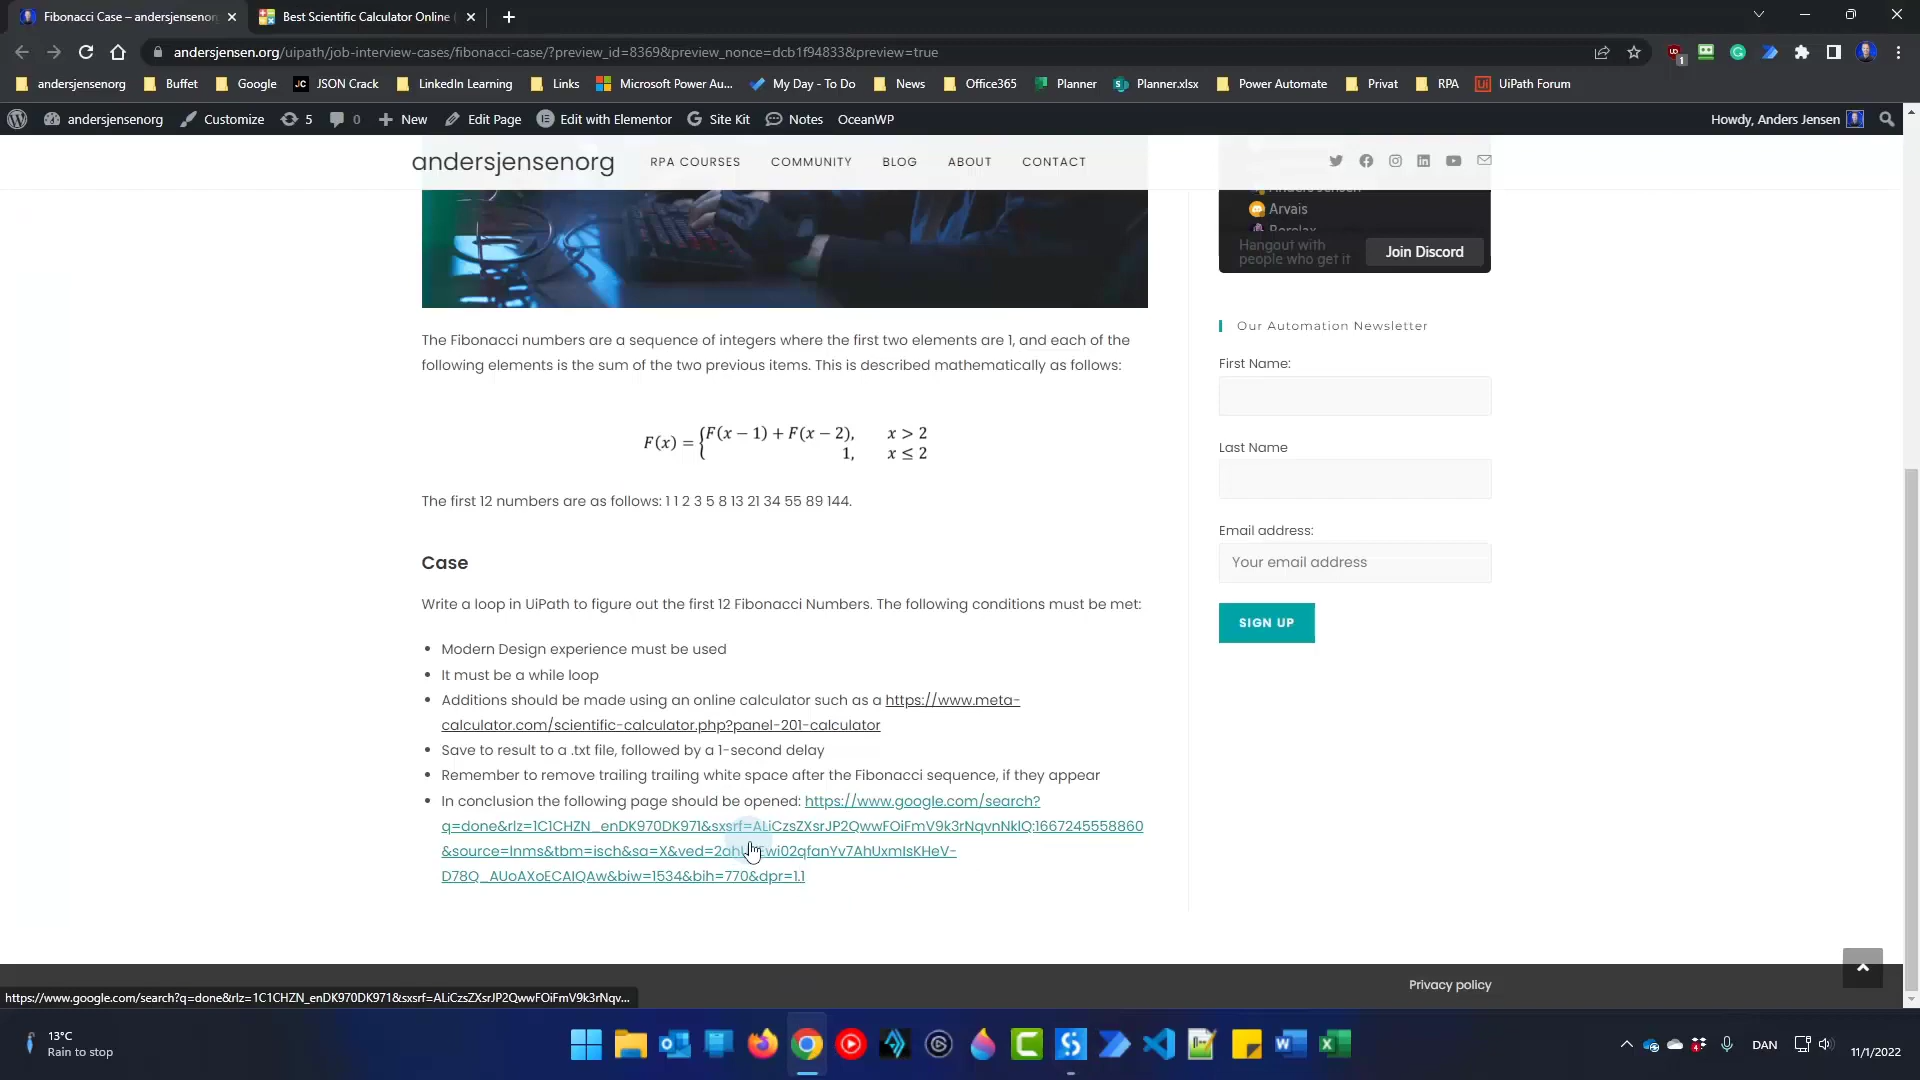 Fibonacci Case – andersjensenorg
Best Scientific Calculator Online (
andersjensen.org/uipath/job-interview-cases/fibonacci-case/?preview_id=8369&preview_nonce=dcb1f94833&preview=true
1
andersjensenorg
Buffet
Google
JC
JSON Crack
LinkedIn Learning
Links
Microsoft Power Au...
My Day - To Do
News
Office365
Planner
Planner.xlsx
Power Automate
Privat
RPA
UiPath Forum
andersjensenorg
Customize
5
0
New
Edit Page
Edit with Elementor
Site Kit
Notes
OceanWP
Howdy, Anders Jensen
andersjensenorg
RPA COURSES
COMMUNITY
BLOG
ABOUT
CONTACT
Anders Jensen
Arvais
Hangout with
people who get it
Join Discord
The Fibonacci numbers are a sequence of integers where the first two elements are 1, and each of the
following elements is the sum of the two previous items. This is described mathematically as follows:
F(x) = {F(x − 1) + F(x − 2), x > 2
1, x ≤ 2
The first 12 numbers are as follows: 1 1 2 3 5 8 13 21 34 55 89 144.
Case
Write a loop in UiPath to figure out the first 12 Fibonacci Numbers. The following conditions must be met:
• Modern Design experience must be used
• It must be a while loop
• Additions should be made using an online calculator such as a https://www.meta-
calculator.com/scientific-calculator.php?panel-201-calculator
• Save to result to a .txt file, followed by a 1-second delay
• Remember to remove trailing trailing white space after the Fibonacci sequence, if they appear
• In conclusion the following page should be opened: https://www.google.com/search?
q=done&rlz=1C1CHZN_enDK970DK971&sxsrf=ALiCzsZXsrJP2QwwFOiFmV9k3rNqvnNklQ:1667245558860
&source=lnms&tbm=isch&sa=X&ved=2ahUKEwi02qfanYv7AhUxmIsKHeV-
D78Q_AUoAXoECAIQAw&biw=1534&bih=770&dpr=1.1
Our Automation Newsletter
First Name:
Last Name
Email address:
Your email address
SIGN UP
Privacy policy
https://www.google.com/search?q=done&rlz=1C1CHZN_enDK970DK971&sxsrf=ALiCzsZXsrJP2QwwFOiFmV9k3rNqv...
13°C
Rain to stop
DAN
11/1/2022